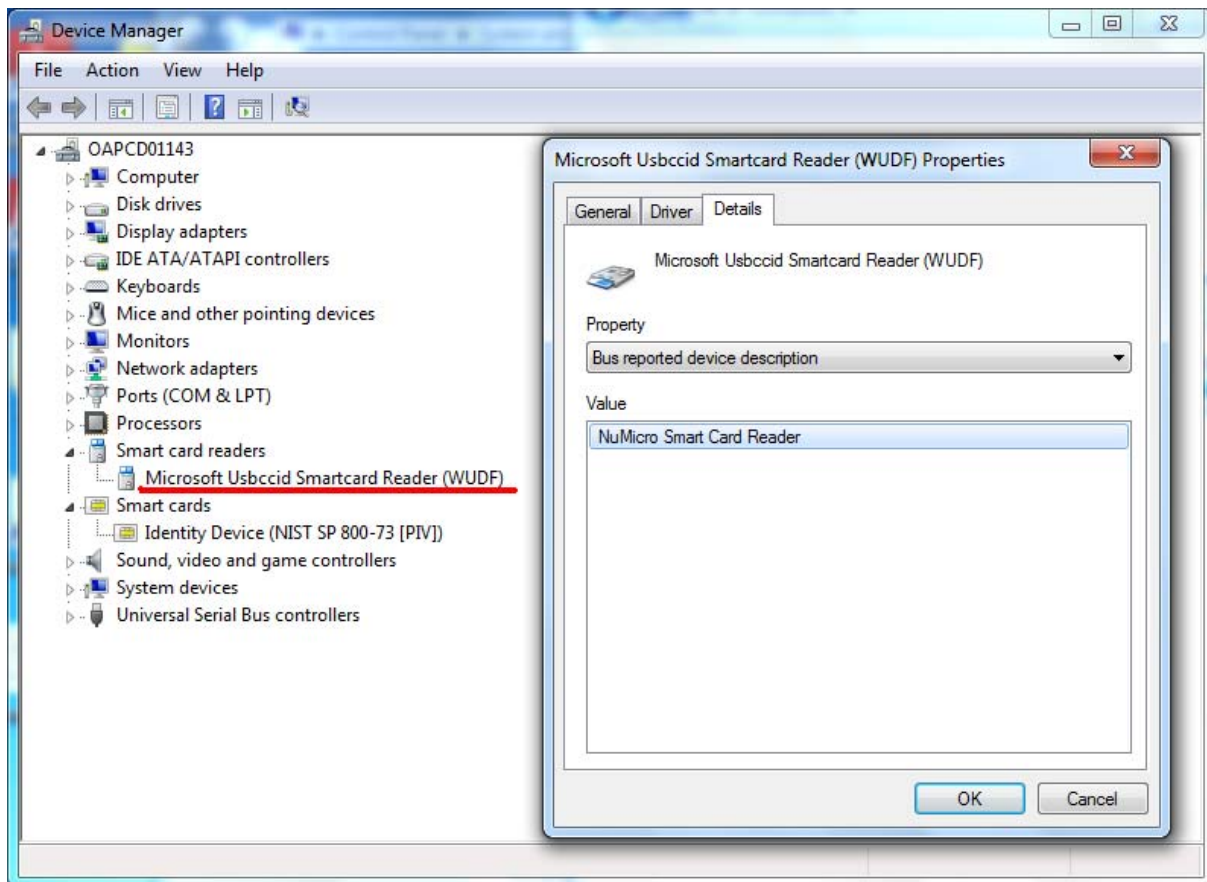 Device Manager
File Action View Help
OAPCD01143
Computer
Disk drives
Display adapters
IDE ATA/ATAPI controllers
Keyboards
Mice and other pointing devices
Monitors
Network adapters
Ports (COM & LPT)
Processors
Smart card readers
Microsoft Usbccid Smartcard Reader (WUDF)
Smart cards
Identity Device (NIST SP 800-73 [PIV])
Sound, video and game controllers
System devices
Universal Serial Bus controllers
Microsoft Usbccid Smartcard Reader (WUDF) Properties
General Driver Details
Microsoft Usbccid Smartcard Reader (WUDF)
Property
Bus reported device description
Value
NuMicro Smart Card Reader
OK Cancel